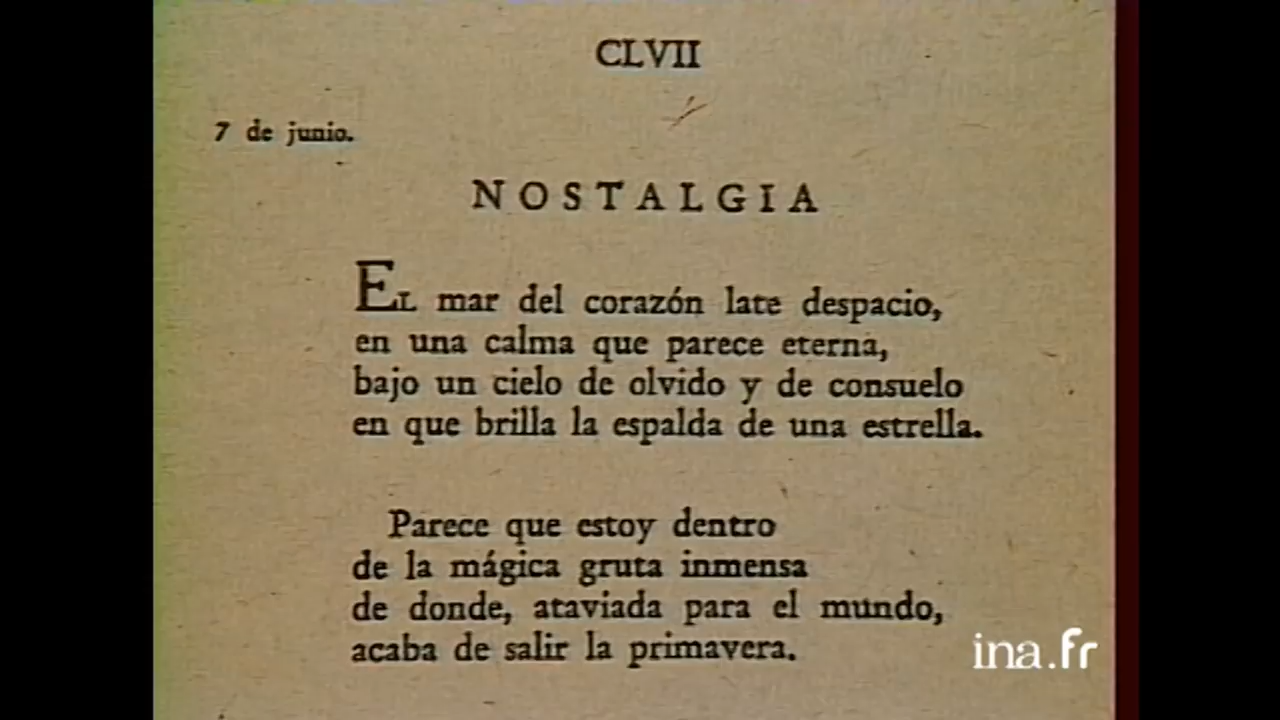 CLVII
7 de junio.
NOSTALGIA
EL mar del corazón late despacio,
en una calma que parece eterna,
bajo un cielo de olvido y de consuelo
en que brilla la espalda de una estrella.
Parece que estoy dentro
de la mágica gruta inmensa
de donde, ataviada para el mundo,
acaba de salir la primavera.
ina.fr